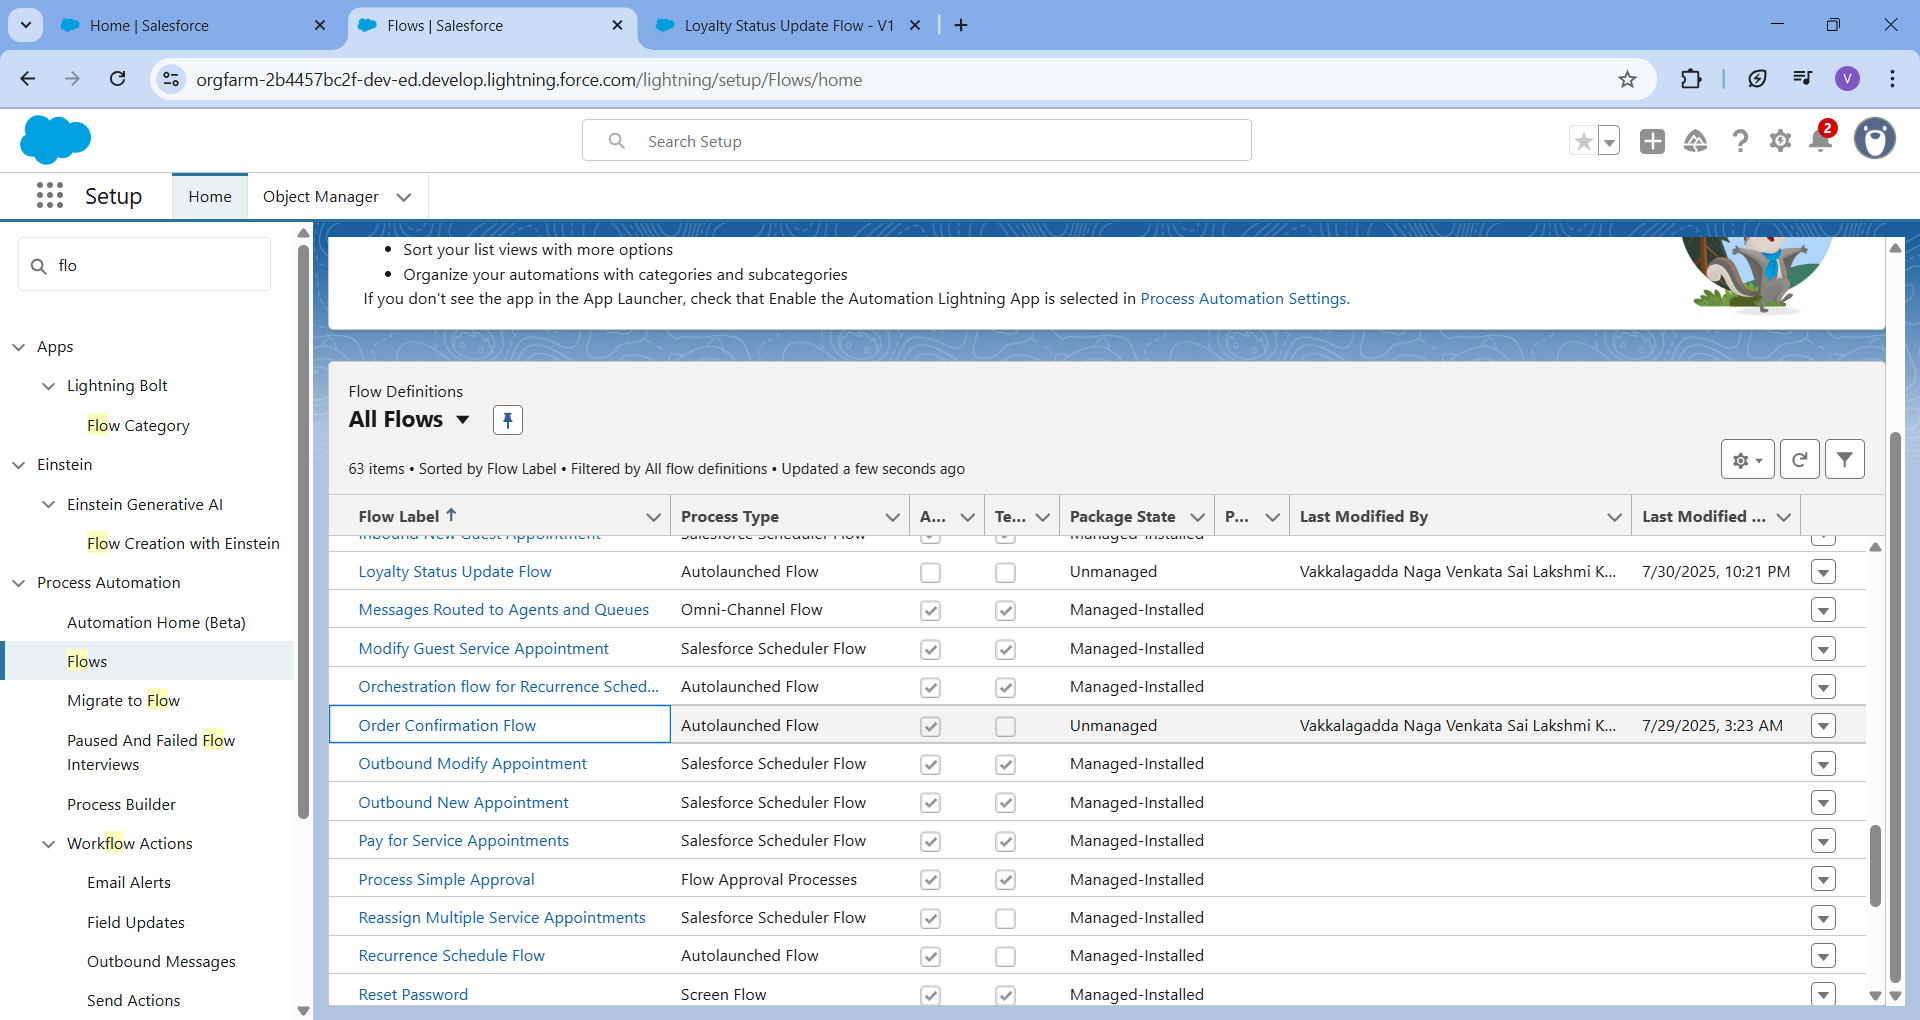 Home | Salesforce
Flows | Salesforce
Loyalty Status Update Flow - V1
orgfarm-2b4457bc2f-dev-ed.develop.lightning.force.com/lightning/setup/Flows/home
V
Search Setup
2
Setup
Home
Object Manager
flo
Apps
Lightning Bolt
Flow Category
Einstein
Einstein Generative AI
Flow Creation with Einstein
Process Automation
Automation Home (Beta)
Flows
Migrate to Flow
Paused And Failed Flow
Interviews
Process Builder
Workflow Actions
Email Alerts
Field Updates
Outbound Messages
Send Actions
• Sort your list views with more options
• Organize your automations with categories and subcategories
If you don't see the app in the App Launcher, check that Enable the Automation Lightning App is selected in Process Automation Settings.
Flow Definitions
All Flows
63 items • Sorted by Flow Label • Filtered by All flow definitions • Updated a few seconds ago
Flow Label Process Type A... Te... Package State P... Last Modified By Last Modified ...
Inbound New Guest Appointment Salesforce Scheduler Flow Managed-Installed
Loyalty Status Update Flow Autolaunched Flow Unmanaged Vakkalagadda Naga Venkata Sai Lakshmi K... 7/30/2025, 10:21 PM
Messages Routed to Agents and Queues Omni-Channel Flow Managed-Installed
Modify Guest Service Appointment Salesforce Scheduler Flow Managed-Installed
Orchestration flow for Recurrence Sched... Autolaunched Flow Managed-Installed
Order Confirmation Flow Autolaunched Flow Unmanaged Vakkalagadda Naga Venkata Sai Lakshmi K... 7/29/2025, 3:23 AM
Outbound Modify Appointment Salesforce Scheduler Flow Managed-Installed
Outbound New Appointment Salesforce Scheduler Flow Managed-Installed
Pay for Service Appointments Salesforce Scheduler Flow Managed-Installed
Process Simple Approval Flow Approval Processes Managed-Installed
Reassign Multiple Service Appointments Salesforce Scheduler Flow Managed-Installed
Recurrence Schedule Flow Autolaunched Flow Managed-Installed
Reset Password Screen Flow Managed-Installed